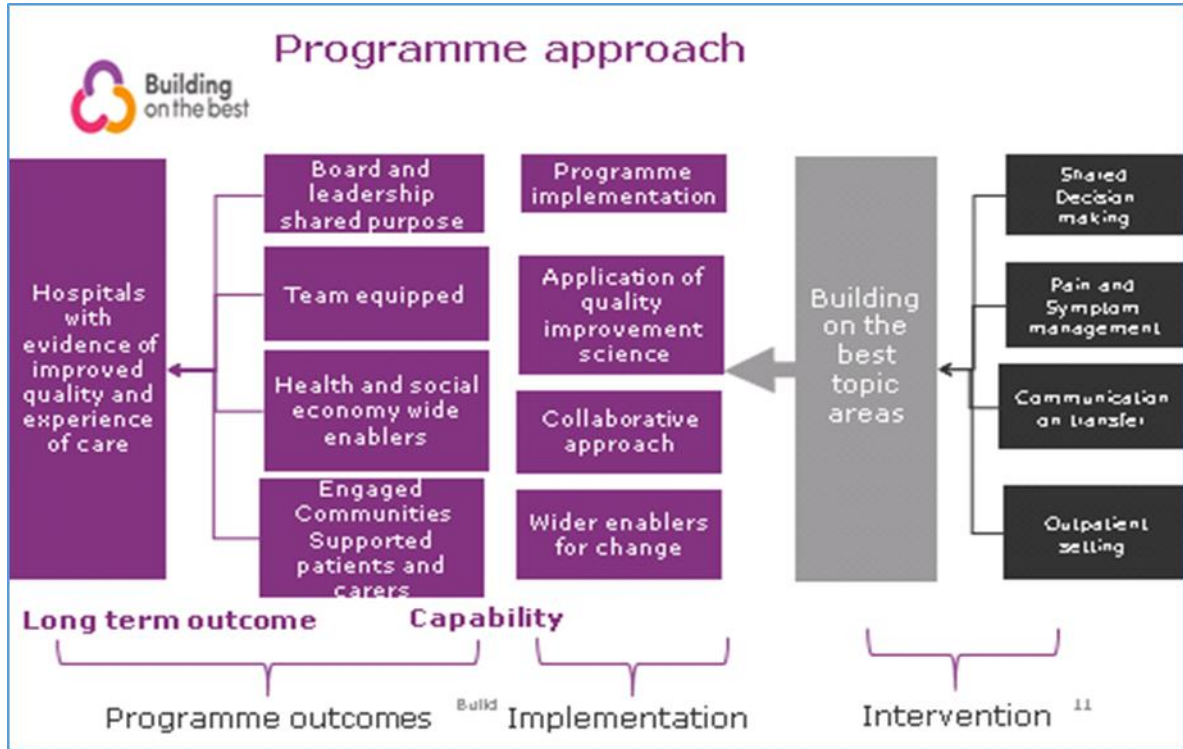 Programme approach
Building
on the best
Hospitals
with
evidence of
improved
quality and
experience
of care
Board and
leadership
shared purpose
Team equipped
Health and social
economy wide
enablers
Engaged
Communities
Supported
patients and
carers
Programme
implementation
Application of
quality
improvement
science
Collaborative
approach
Wider enablers
for change
Building
on the
best
topic
areas
Shared
Decision
making
Pain and
Symptom
management
Communication
on transfer
Outpatient
setting
Long term outcome
Capability
Programme outcomes
Build
Implementation
Intervention
11